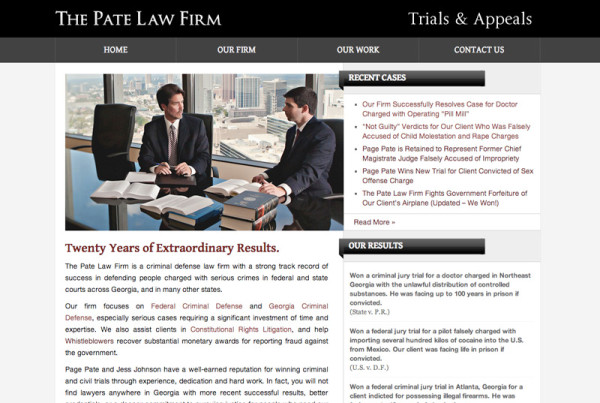 THE PATE LAW FIRM
Trials & Appeals
HOME
OUR FIRM
OUR WORK
CONTACT US
Twenty Years of Extraordinary Results.
The Pate Law Firm is a criminal defense law firm with a strong track record of
success in defending people charged with serious crimes in federal and state
courts across Georgia, and in many other states.
Our firm focuses on Federal Criminal Defense and Georgia Criminal
Defense, especially serious cases requiring a significant investment of time and
expertise. We also assist clients in Constitutional Rights Litigation, and help
Whistleblowers recover substantial monetary awards for reporting fraud against
the government.
Page Pate and Jess Johnson have a well-earned reputation for winning criminal
and civil trials through experience, dedication and hard work. In fact, you will not
find lawyers anywhere in Georgia with more recent successful results, better
RECENT CASES
Our Firm Successfully Resolves Case for Doctor
Charged with Operating "Pill Mill"
"Not Guilty" Verdicts for Our Client Who Was Falsely
Accused of Child Molestation and Rape Charges
Page Pate is Retained to Represent Former Chief
Magistrate Judge Falsely Accused of Impropriety
Page Pate Wins New Trial for Client Convicted of Sex
Offense Charge
The Pate Law Firm Fights Government Forfeiture of
Our Client's Airplane (Updated – We Won!)
Read More »
OUR RESULTS
Won a criminal jury trial for a doctor charged in Northeast
Georgia with the unlawful distribution of controlled
substances. He was facing up to 100 years in prison if
convicted.
(State v. P.R.)
Won a federal jury trial for a pilot falsely charged with
importing several hundred kilos of cocaine into the U.S.
from Mexico. Our client was facing life in prison if
convicted.
(U.S. v. D.F.)
Won a federal criminal jury trial in Atlanta, Georgia for a
client indicted for possessing illegal firearms. He was